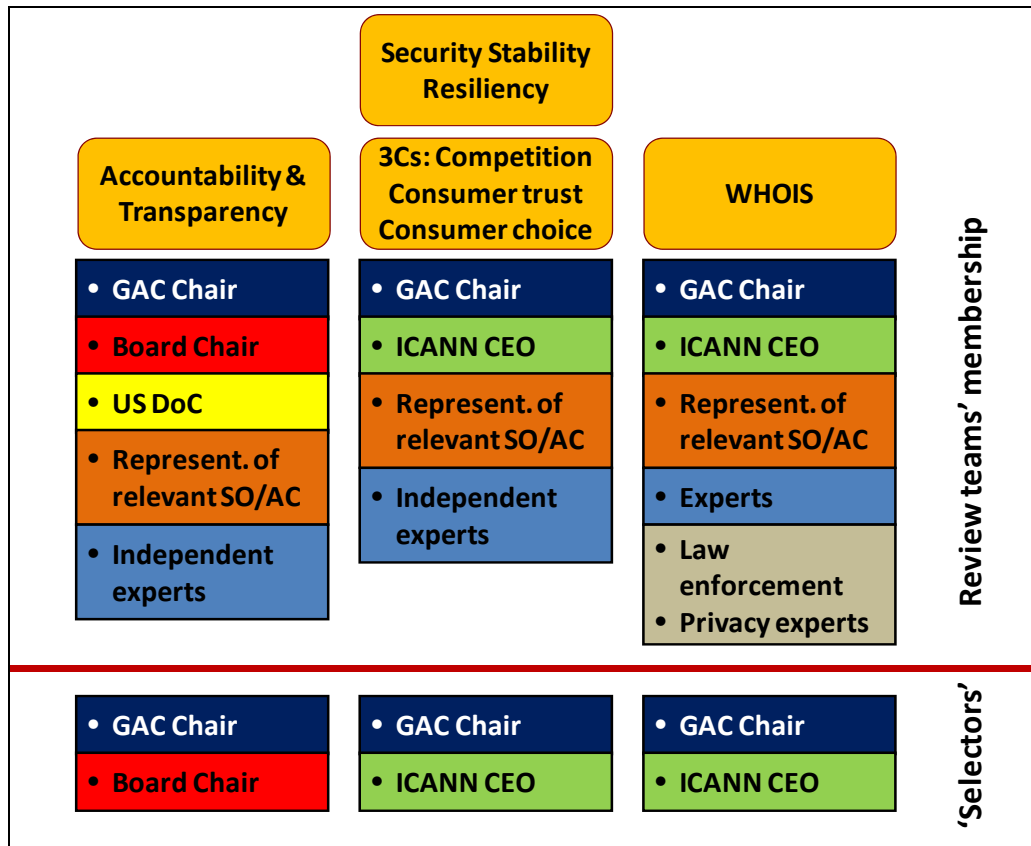 Security Stability
Resiliency
Accountability &
Transparency
3Cs: Competition
Consumer trust
Consumer choice
WHOIS
• GAC Chair
• Board Chair
• US DoC
• Represent. of
relevant SO/AC
• Independent
experts
• GAC Chair
• ICANN CEO
• Represent. of
relevant SO/AC
• Independent
experts
• GAC Chair
• ICANN CEO
• Represent. of
relevant SO/AC
• Experts
• Law
enforcement
• Privacy experts
Review teams’ membership
• GAC Chair
• Board Chair
• GAC Chair
• ICANN CEO
• GAC Chair
• ICANN CEO
‘Selectors’